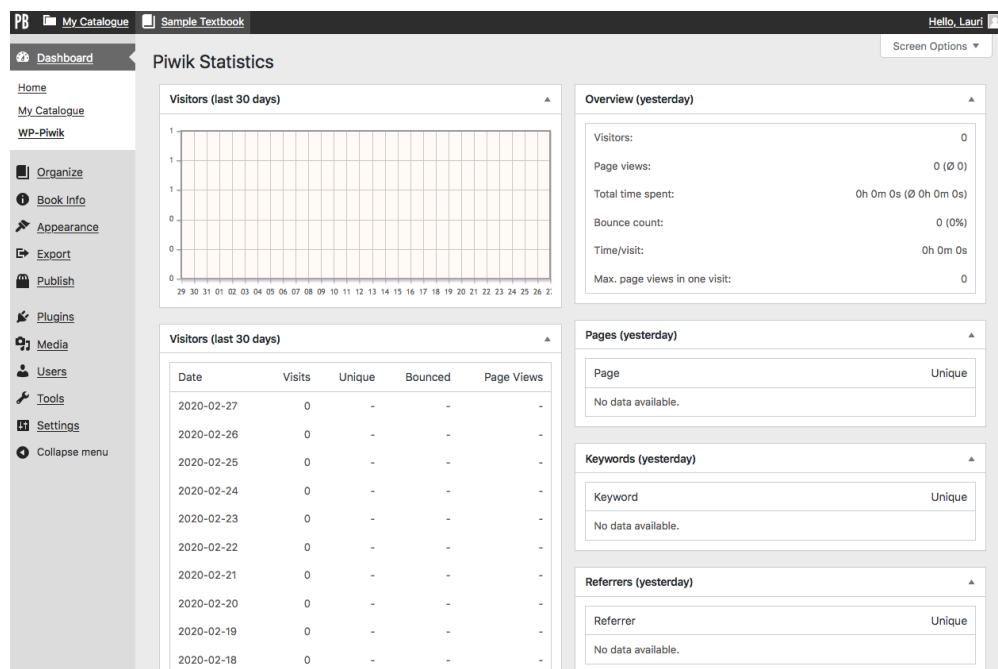 PB My Catalogue Sample Textbook Hello, Lauri
Screen Options ▼
Dashboard
Home
My Catalogue
WP-Piwik
Organize
Book Info
Appearance
Export
Publish
Plugins
Media
Users
Tools
Settings
Collapse menu
Piwik Statistics
Visitors (last 30 days)
1
1
1
0
0
0
29 30 31 01 02 03 04 05 06 07 08 09 10 11 12 13 14 15 16 17 18 19 20 21 22 23 24 25 26
Visitors (last 30 days)
Date Visits Unique Bounced Page Views
2020-02-27 0 - - -
2020-02-26 0 - - -
2020-02-25 0 - - -
2020-02-24 0 - - -
2020-02-23 0 - - -
2020-02-22 0 - - -
2020-02-21 0 - - -
2020-02-20 0 - - -
2020-02-19 0 - - -
2020-02-18 0 - - -
Overview (yesterday)
Visitors: 0
Page views: 0 (Ø 0)
Total time spent: 0h 0m 0s (Ø 0h 0m 0s)
Bounce count: 0 (0%)
Time/visit: 0h 0m 0s
Max. page views in one visit: 0
Pages (yesterday)
Page Unique
No data available.
Keywords (yesterday)
Keyword Unique
No data available.
Referrers (yesterday)
Referrer Unique
No data available.